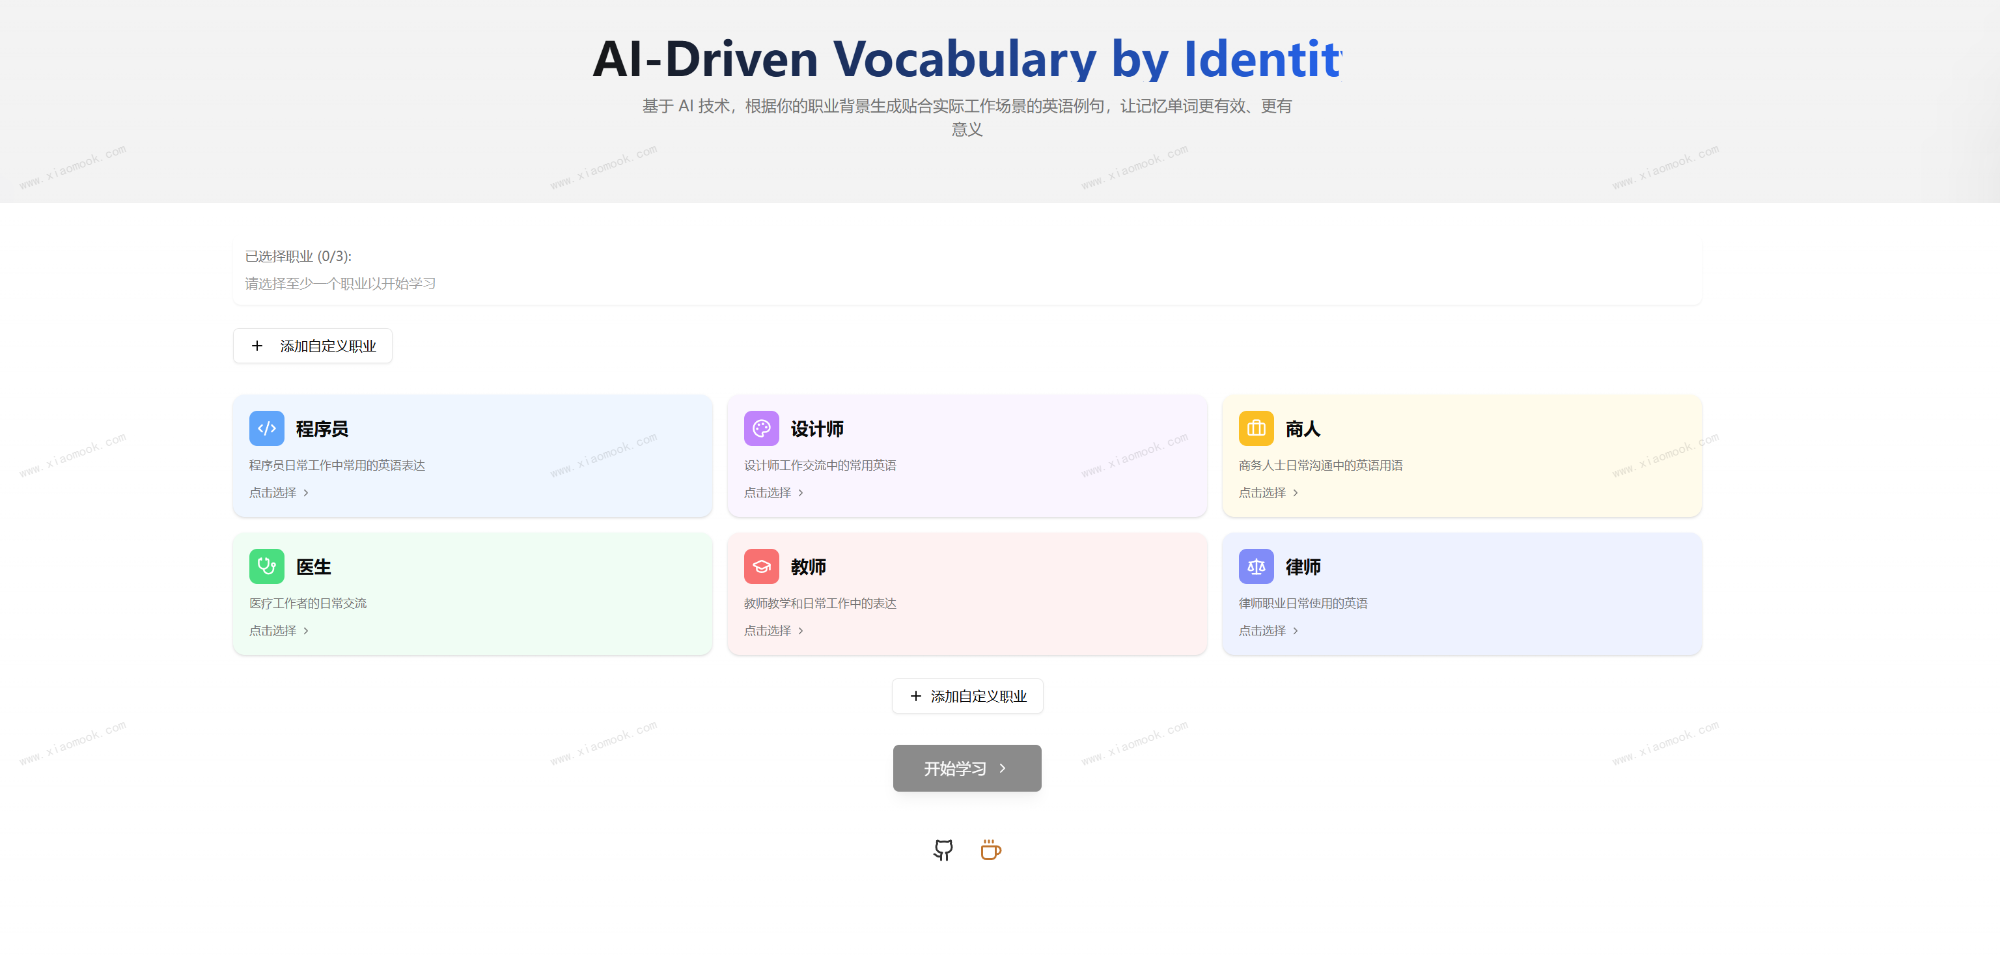 AI-Driven Vocabulary by Identit
基于 AI 技术，根据你的职业背景生成贴合实际工作场景的英语例句，让记忆单词更有效、更有
意义
www.xiaomook.com www.xiaomook.com www.xiaomook.com www.xiaomook.com
已选择职业 (0/3):
请选择至少一个职业以开始学习
添加自定义职业
程序员
程序员日常工作中常用的英语表达
点击选择
设计师
设计师工作交流中的常用英语
点击选择
商人
商务人士日常沟通中的英语用语
点击选择
www.xiaomook.com www.xiaomook.com www.xiaomook.com www.xiaomook.com
医生
医疗工作者的日常交流
点击选择
教师
教师教学和日常工作中的表达
点击选择
律师
律师职业日常使用的英语
点击选择
添加自定义职业
www.xiaomook.com www.xiaomook.com www.xiaomook.com www.xiaomook.com
开始学习